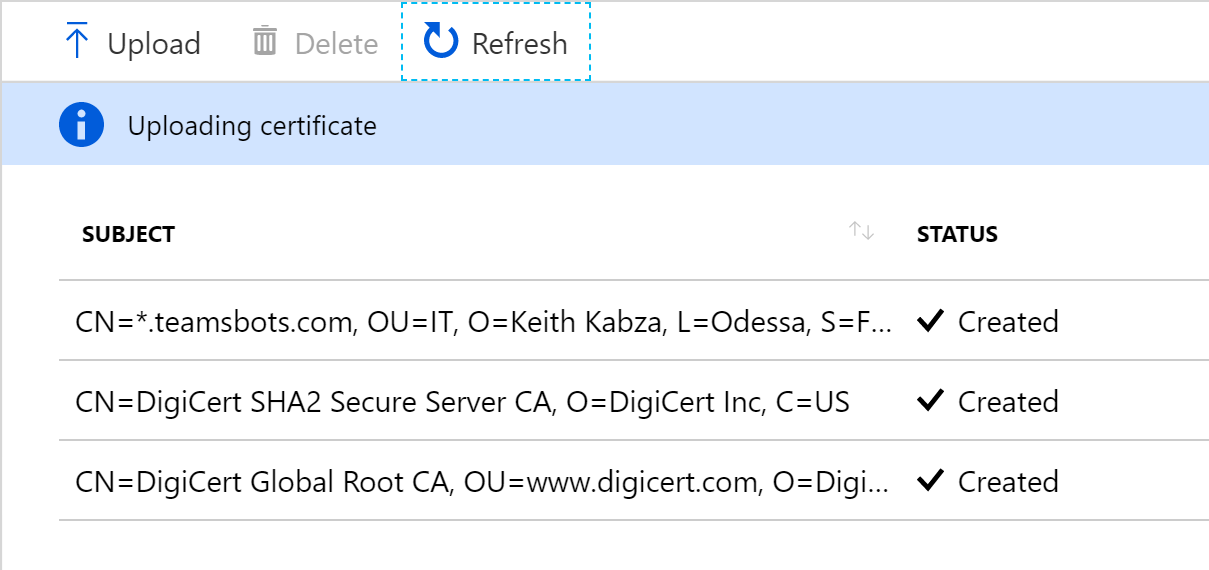 Upload Delete Refresh
Uploading certificate
SUBJECT STATUS
CN=*.teamsbots.com, OU=IT, O=Keith Kabza, L=Odessa, S=F... Created
CN=DigiCert SHA2 Secure Server CA, O=DigiCert Inc, C=US Created
CN=DigiCert Global Root CA, OU=www.digicert.com, O=Digi... Created